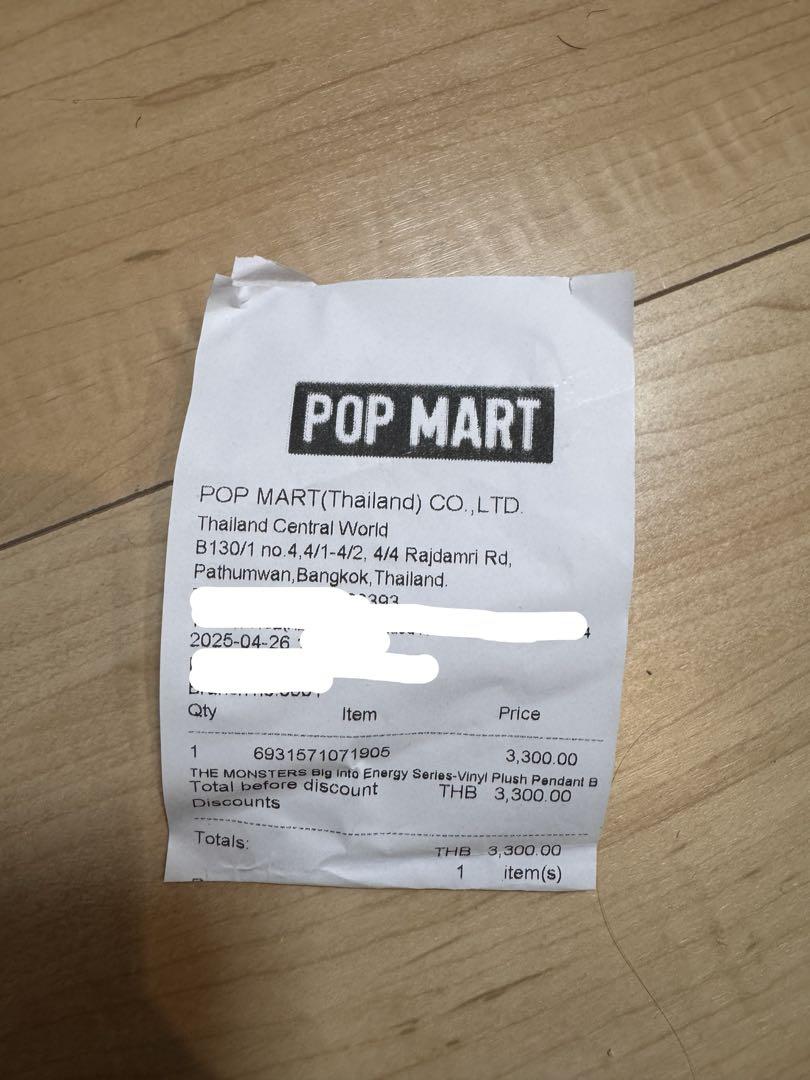 POP MART
POP MART(Thailand) CO.,LTD.
Thailand Central World
B130/1 no.4,4/1-4/2, 4/4 Rajdamri Rd,
Pathumwan,Bangkok,Thailand.
2025-04-26
Qty Item Price
1 6931571071905 3,300.00
THE MONSTERS Big into Energy Series-Vinyl Plush Pendant B
Total before discount THB 3,300.00
Discounts
Totals: THB 3,300.00
1 item(s)